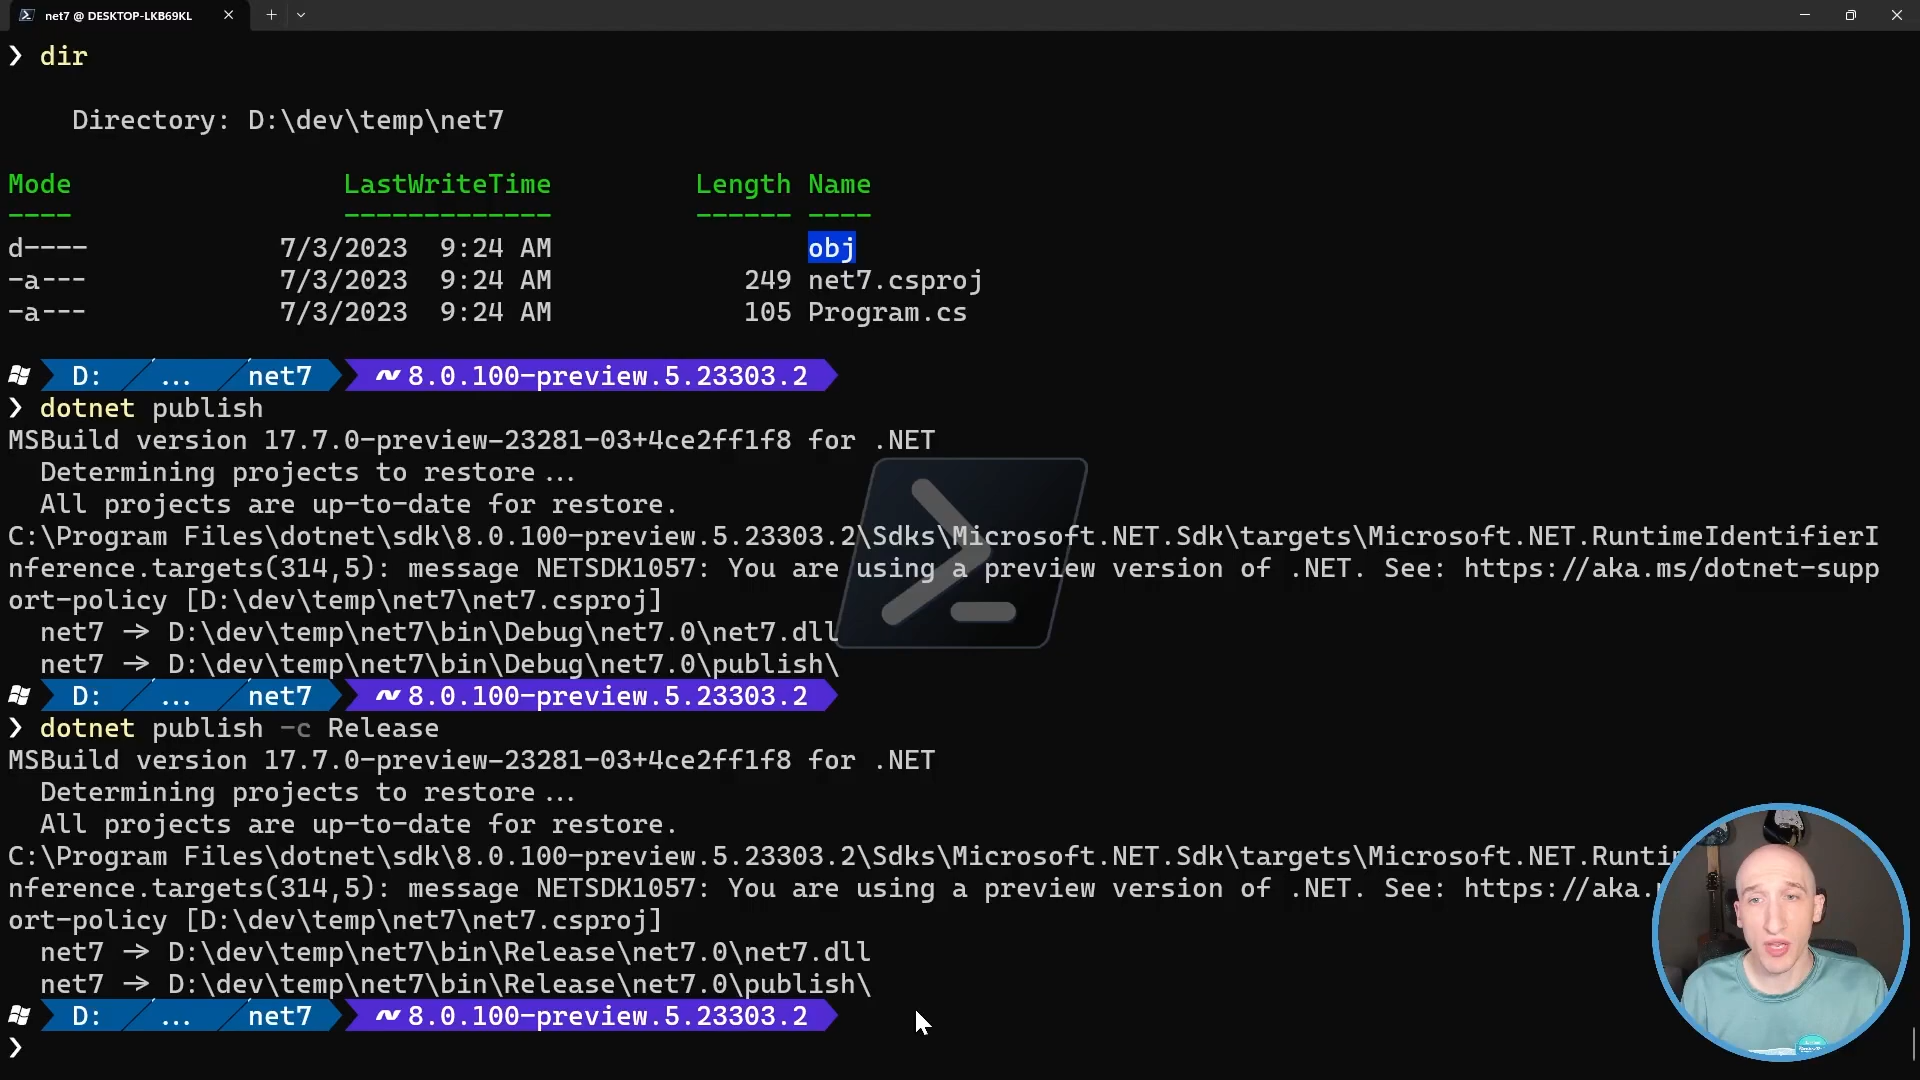 net7 @ DESKTOP-LKB69KL
❯ dir
Directory: D:\dev\temp\net7
Mode LastWriteTime Length Name
---- ------------- ------ ----
d---- 7/3/2023 9:24 AM obj
-a--- 7/3/2023 9:24 AM 249 net7.csproj
-a--- 7/3/2023 9:24 AM 105 Program.cs
D: ... net7 8.0.100-preview.5.23303.2
❯ dotnet publish
MSBuild version 17.7.0-preview-23281-03+4ce2ff1f8 for .NET
Determining projects to restore...
All projects are up-to-date for restore.
C:\Program Files\dotnet\sdk\8.0.100-preview.5.23303.2\Sdks\Microsoft.NET.Sdk\targets\Microsoft.NET.RuntimeIdentifierI
nference.targets(314,5): message NETSDK1057: You are using a preview version of .NET. See: https://aka.ms/dotnet-supp
ort-policy [D:\dev\temp\net7\net7.csproj]
net7 -> D:\dev\temp\net7\bin\Debug\net7.0\net7.dll
net7 -> D:\dev\temp\net7\bin\Debug\net7.0\publish\
D: ... net7 8.0.100-preview.5.23303.2
❯ dotnet publish -c Release
MSBuild version 17.7.0-preview-23281-03+4ce2ff1f8 for .NET
Determining projects to restore...
All projects are up-to-date for restore.
C:\Program Files\dotnet\sdk\8.0.100-preview.5.23303.2\Sdks\Microsoft.NET.Sdk\targets\Microsoft.NET.Runti
nference.targets(314,5): message NETSDK1057: You are using a preview version of .NET. See: https://aka.
ort-policy [D:\dev\temp\net7\net7.csproj]
net7 -> D:\dev\temp\net7\bin\Release\net7.0\net7.dll
net7 -> D:\dev\temp\net7\bin\Release\net7.0\publish\
D: ... net7 8.0.100-preview.5.23303.2
❯